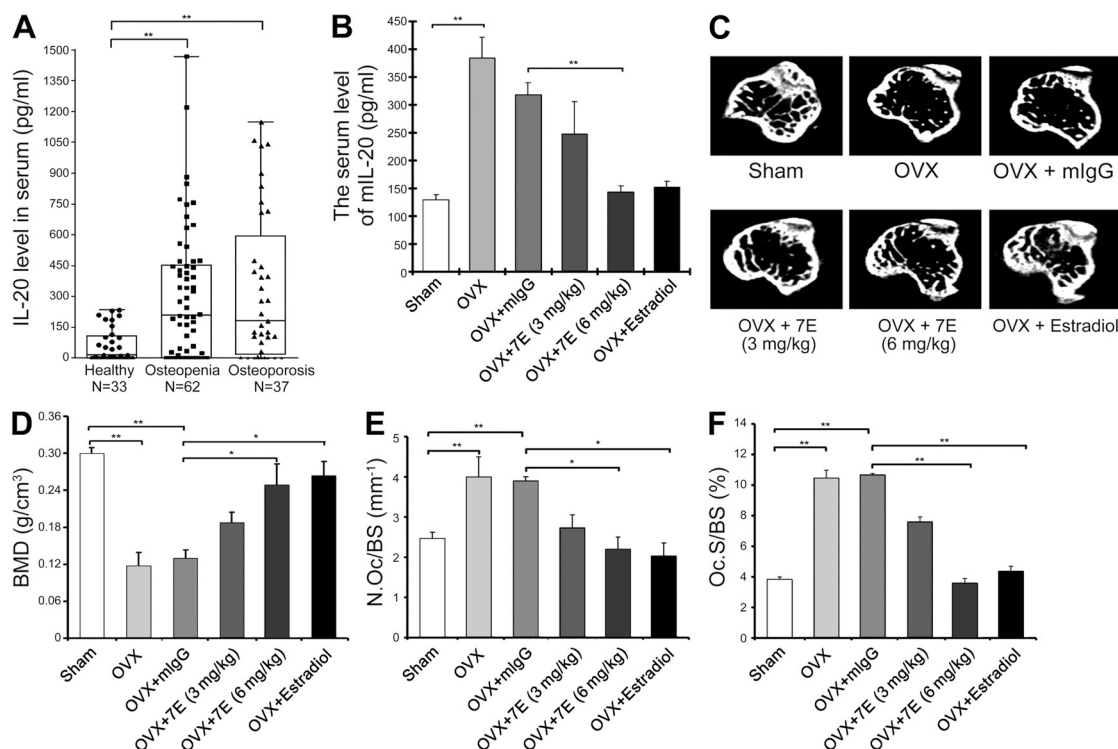 A
IL-20 level in serum (pg/ml)
1500
1350
1200
1050
900
750
600
450
300
150
0
**
**
Healthy
N=33
Osteopenia
N=62
Osteoporosis
N=37
B
The serum level
of mIL-20 (pg/ml)
450
400
350
300
250
200
150
100
50
0
**
**
Sham
OVX
OVX+mIgG
OVX+7E (3 mg/kg)
OVX+7E (6 mg/kg)
OVX+Estradiol
C
Sham
OVX
OVX + mIgG
OVX + 7E
(3 mg/kg)
OVX + 7E
(6 mg/kg)
OVX + Estradiol
D
BMD (g/cm³)
0.36
0.30
0.24
0.18
0.12
0.06
0
**
**
*
*
Sham
OVX
OVX+mIgG
OVX+7E (3 mg/kg)
OVX+7E (6 mg/kg)
OVX+Estradiol
E
N.Oc/BS (mm⁻¹)
5
4
3
2
1
0
**
**
*
*
Sham
OVX
OVX+mIgG
OVX+7E (3 mg/kg)
OVX+7E (6 mg/kg)
OVX+Estradiol
F
Oc.S/BS (%)
14
12
10
8
6
4
2
0
**
**
**
**
Sham
OVX
OVX+mIgG
OVX+7E (3 mg/kg)
OVX+7E (6 mg/kg)
OVX+Estradiol